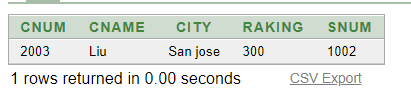 CNUM CNAME CITY RAKING SNUM
2003 Liu San jose 300 1002
1 rows returned in 0.00 seconds CSV Export